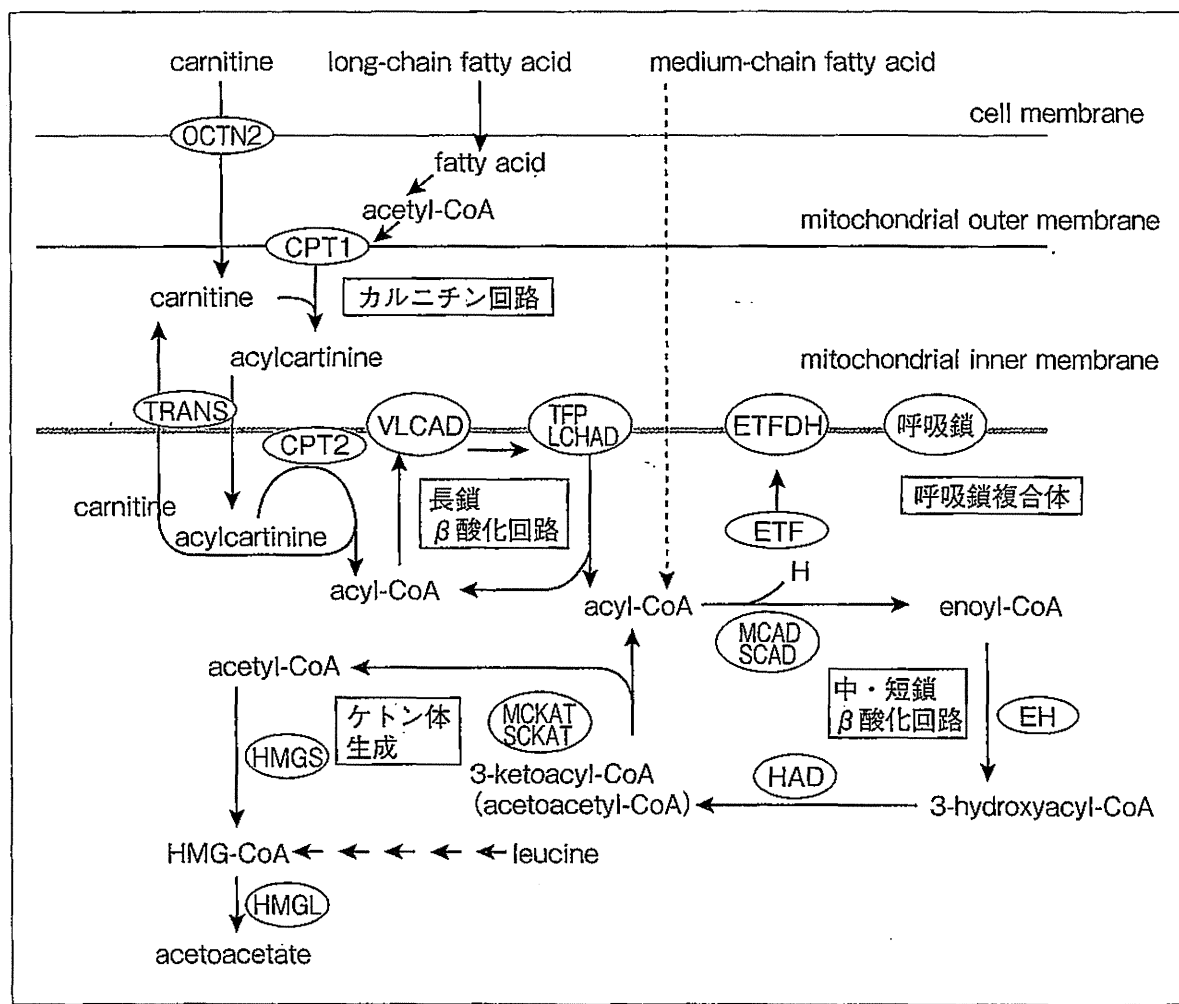 carnitine
long-chain fatty acid
medium-chain fatty acid
cell membrane
OCTN2
fatty acid
acetyl-CoA
mitochondrial outer membrane
CPT1
carnitine
カルニチン回路
acylcartinine
mitochondrial inner membrane
TRANS
CPT2
VLCAD
TFP
LCHAD
ETFDH
呼吸鎖
carnitine
acylcartinine
長鎖
β酸化回路
呼吸鎖複合体
ETF
H
acyl-CoA
acyl-CoA
enoyl-CoA
MCAD
SCAD
acetyl-CoA
ケトン体
生成
MCKAT
SCKAT
中・短鎖
β酸化回路
EH
HMGS
3-ketoacyl-CoA
(acetoacetyl-CoA)
HAD
3-hydroxyacyl-CoA
HMG-CoA
leucine
HMGL
acetoacetate